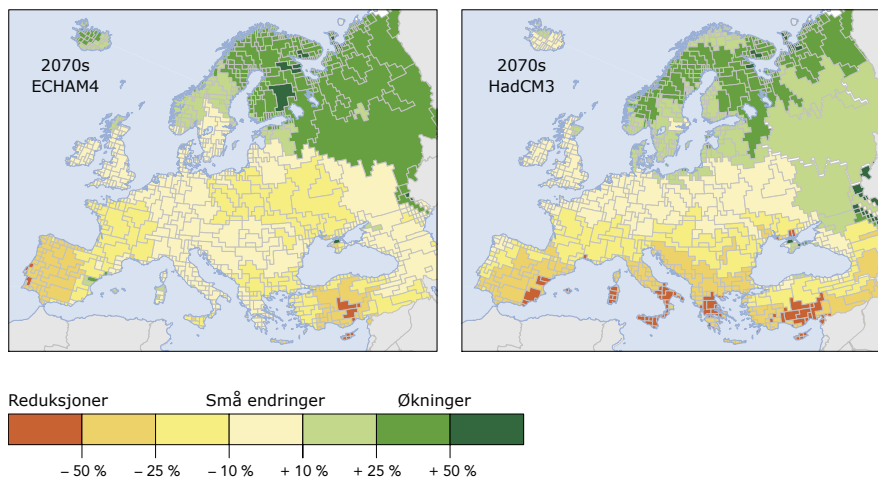 2070s
ECHAM4
2070s
HadCM3
Reduksjoner Små endringer Økninger
– 50 % – 25 % – 10 % + 10 % + 25 % + 50 %